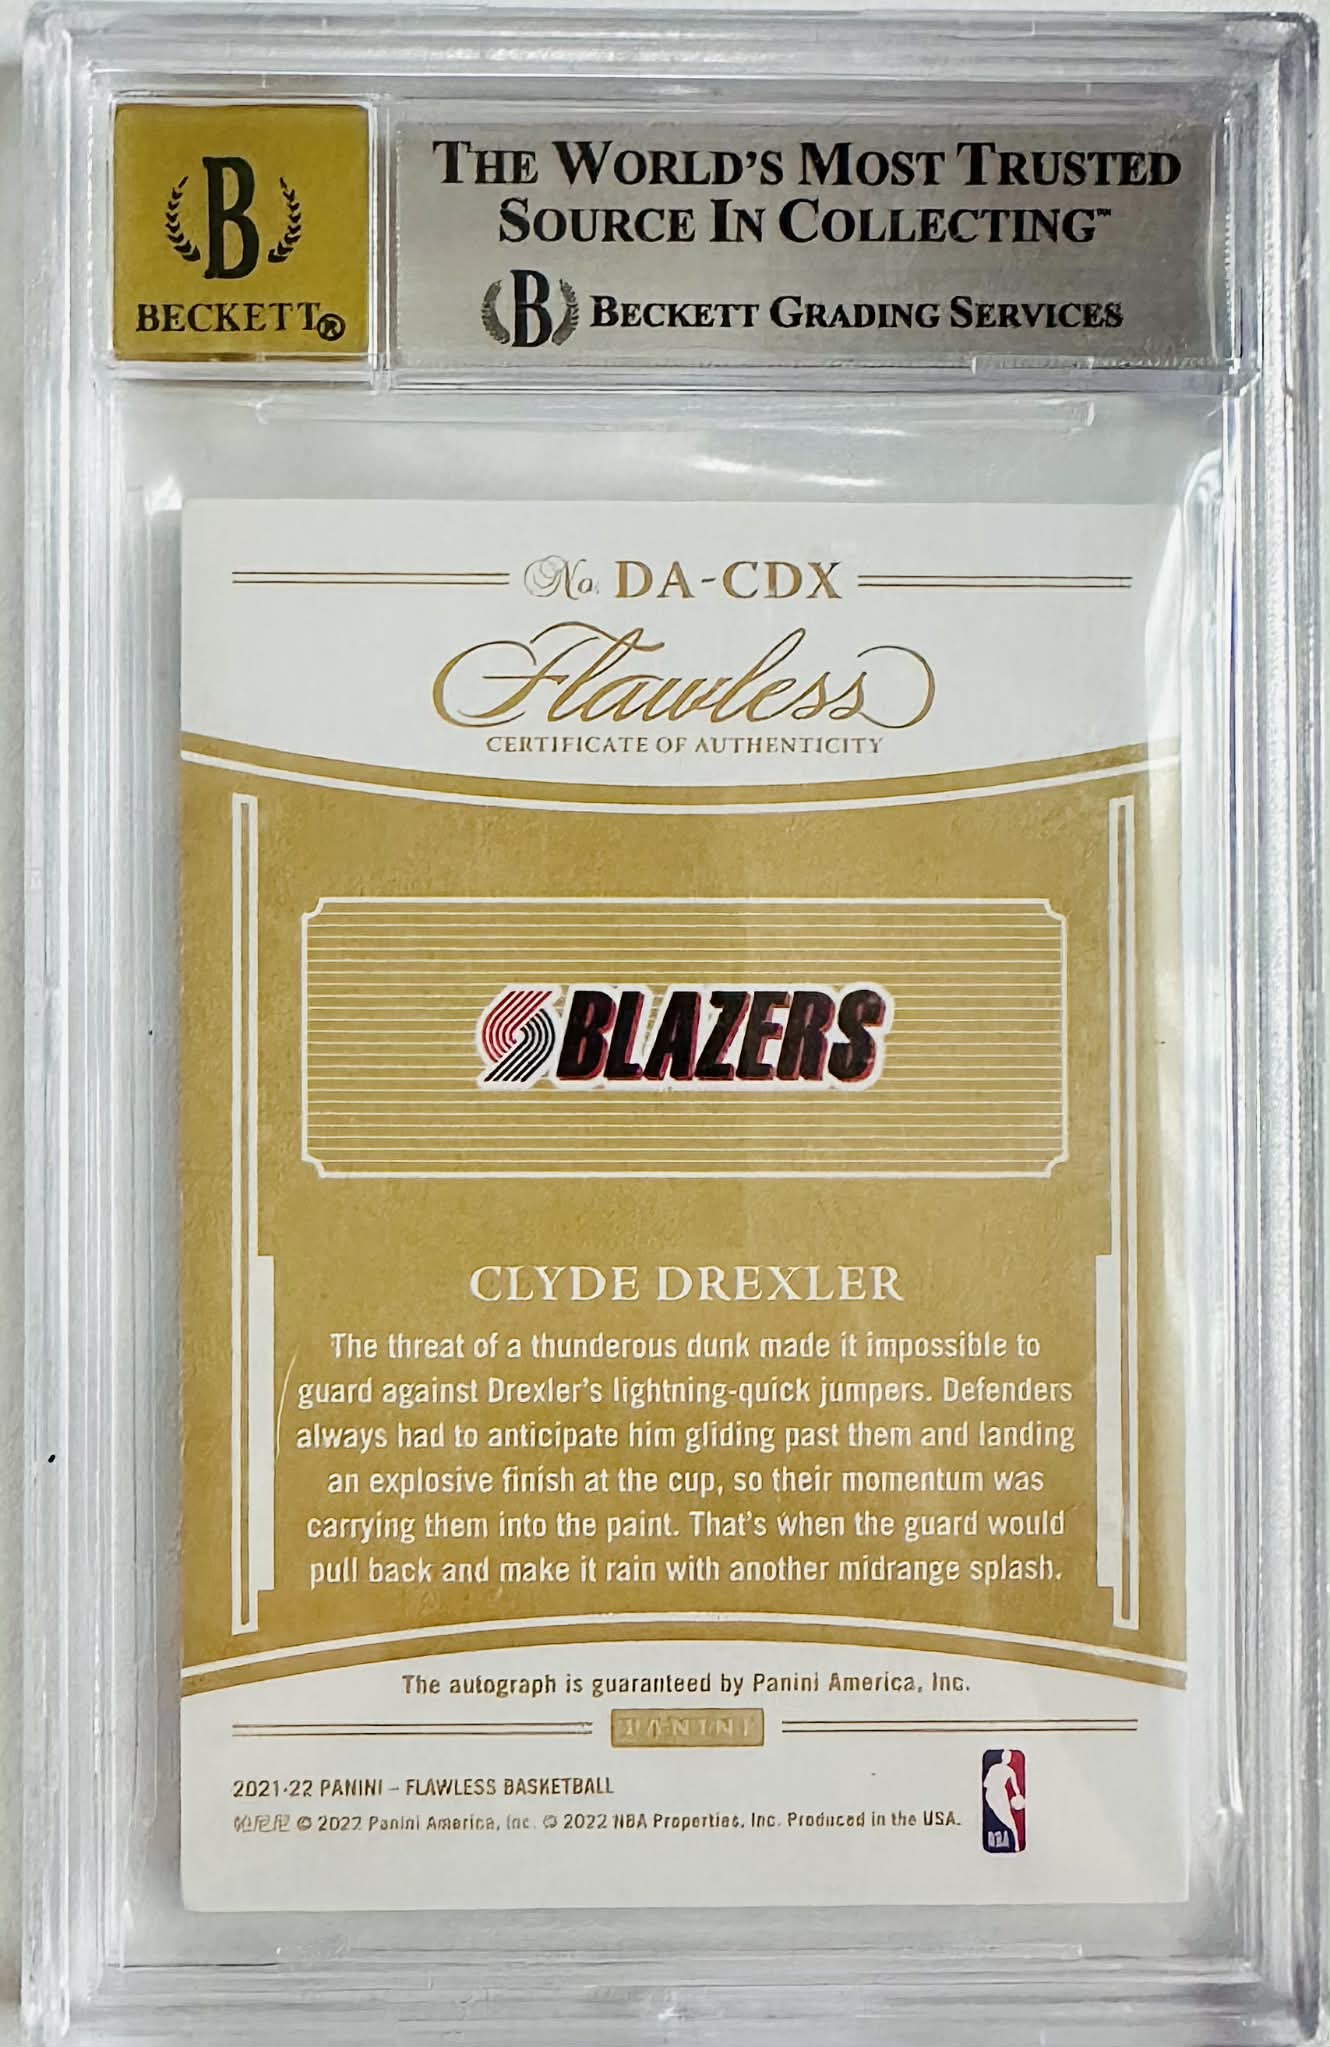 B
BECKETT®
THE WORLD'S MOST TRUSTED
SOURCE IN COLLECTING™
B BECKETT GRADING SERVICES
No. DA-CDX
Flawless
CERTIFICATE OF AUTHENTICITY
BLAZERS
CLYDE DREXLER
The threat of a thunderous dunk made it impossible to
guard against Drexler's lightning-quick jumpers. Defenders
always had to anticipate him gliding past them and landing
an explosive finish at the cup, so their momentum was
carrying them into the paint. That's when the guard would
pull back and make it rain with another midrange splash.
The autograph is guaranteed by Panini America, Inc.
PANINI
2021-22 PANINI – FLAWLESS BASKETBALL
帕尼尼 © 2022 Panini America, Inc. © 2022 NBA Properties, Inc. Produced in the USA.
NBA